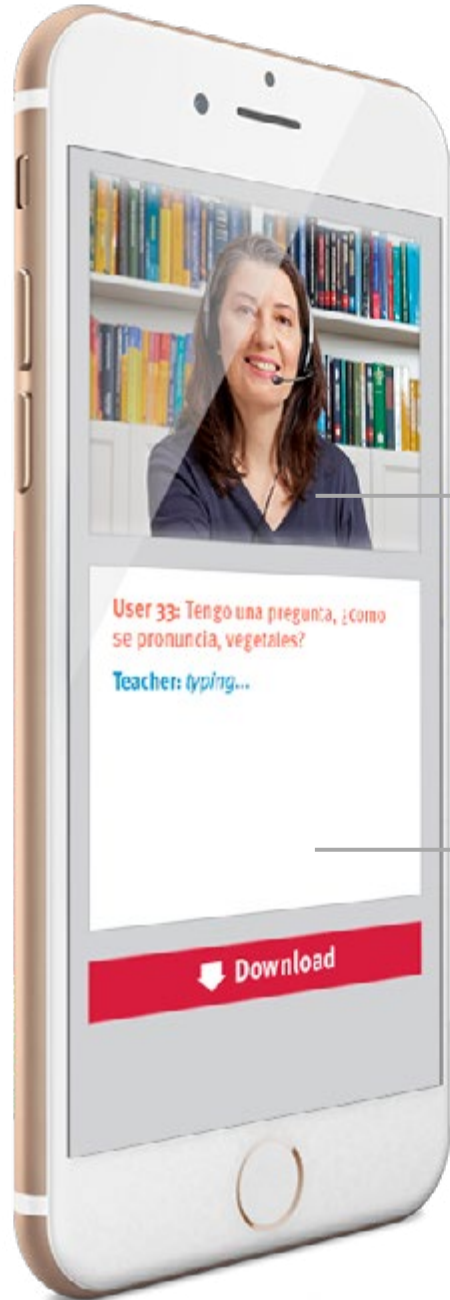 User 33: Tengo una pregunta, ¿como
se pronuncia, vegetales?
Teacher: typing...
Download